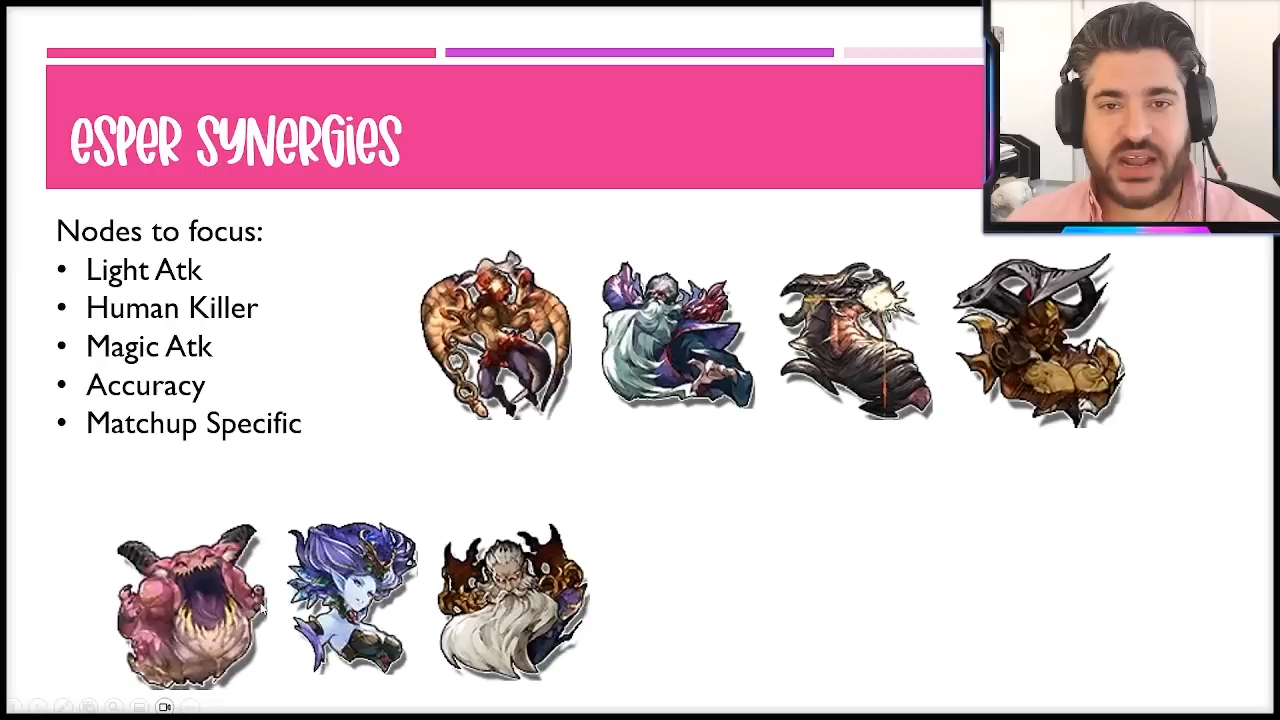 ESPER SYNERGIES
Nodes to focus:
• Light Atk
• Human Killer
• Magic Atk
• Accuracy
• Matchup Specific